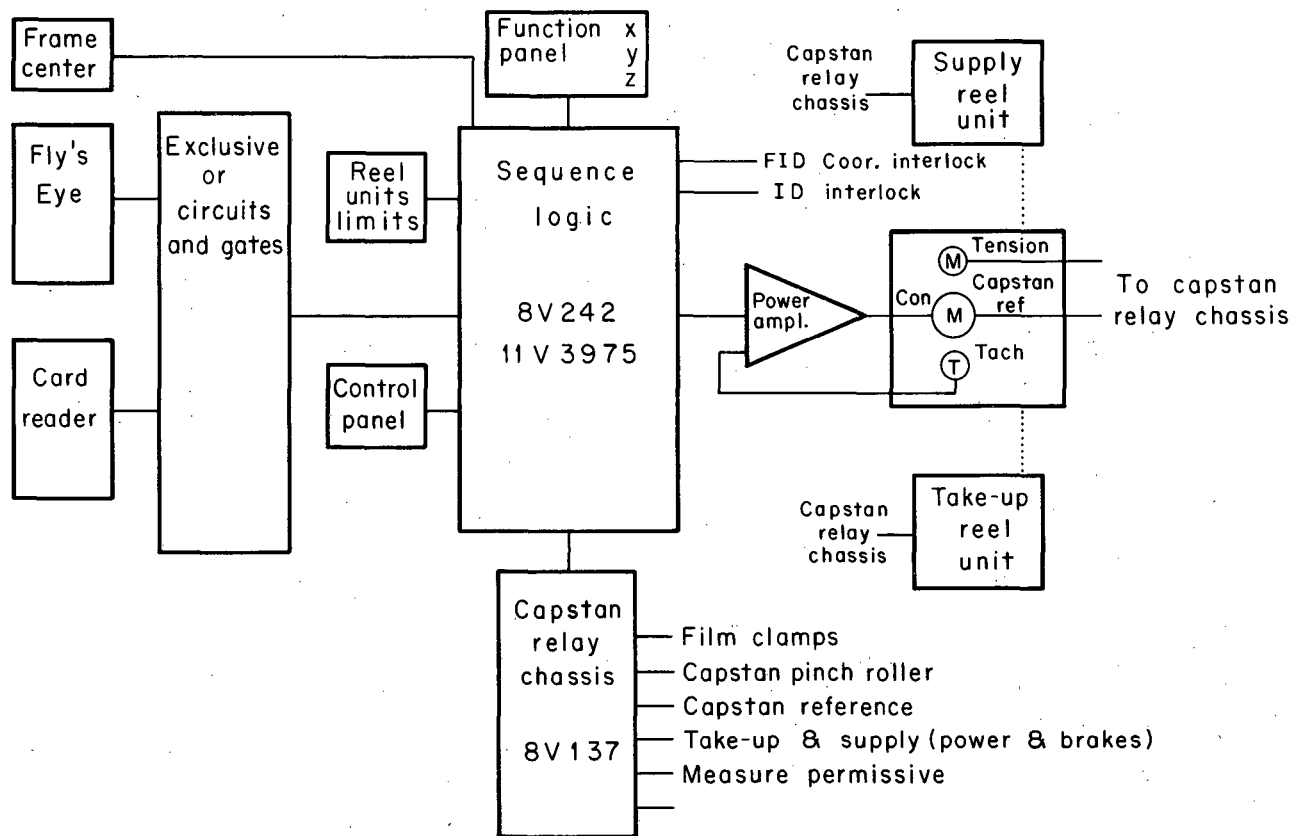 Frame
center
Function x
panel y
z
Capstan
relay
chassis
Supply
reel
unit
Fly's
Eye
Exclusive
or
circuits
and gates
Reel
units
limits
Sequence
logic
8V242
11V3975
FID Coor. interlock
ID interlock
Card
reader
Control
panel
Power
ampl.
Con
M
Tension
M
Capstan
ref
T
Tach
To capstan
relay chassis
Capstan
relay
chassis
Take-up
reel
unit
Capstan
relay
chassis
8V137
Film clamps
Capstan pinch roller
Capstan reference
Take-up & supply (power & brakes)
Measure permissive